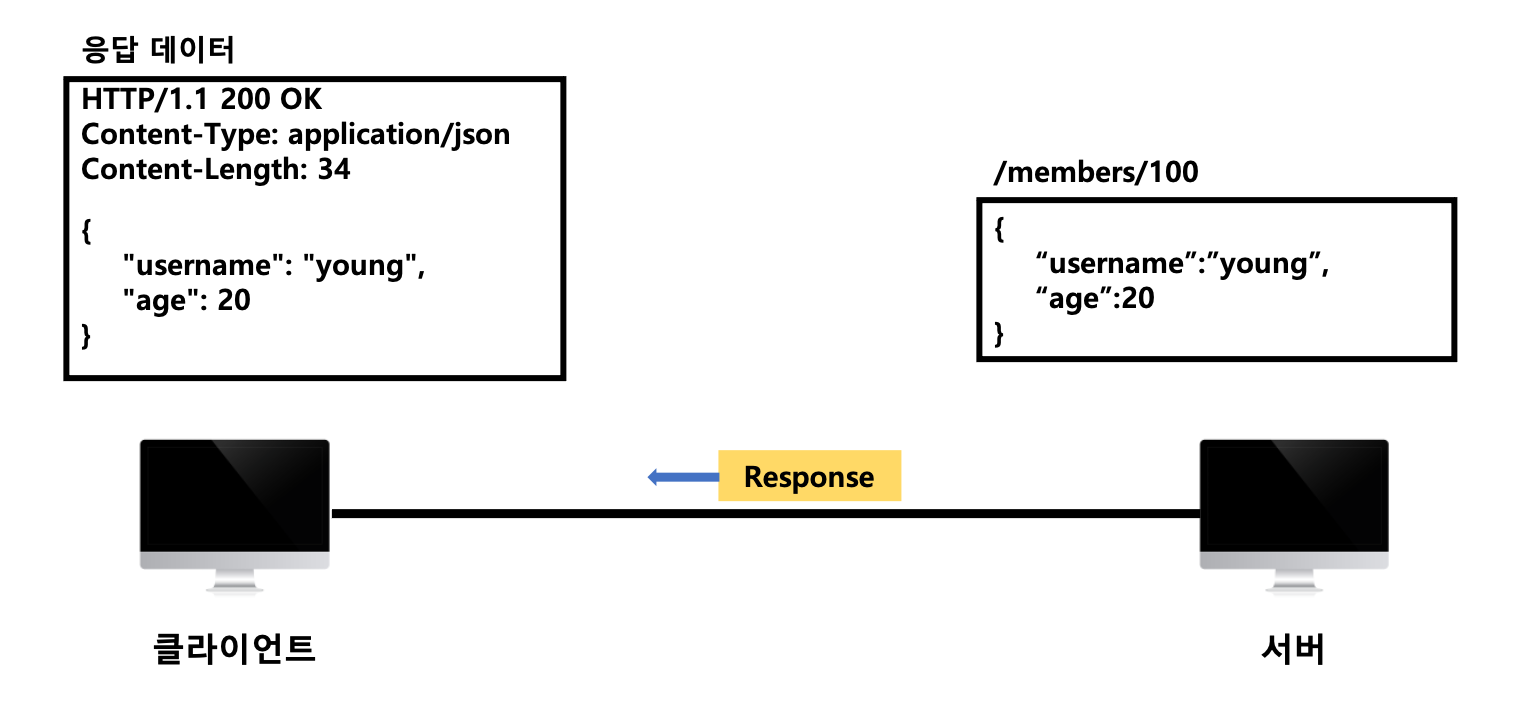 응답 데이터
HTTP/1.1 200 OK
Content-Type: application/json
Content-Length: 34
{
"username": "young",
"age": 20
}
/members/100
{
“username”:”young”,
“age”:20
}
Response
클라이언트
서버